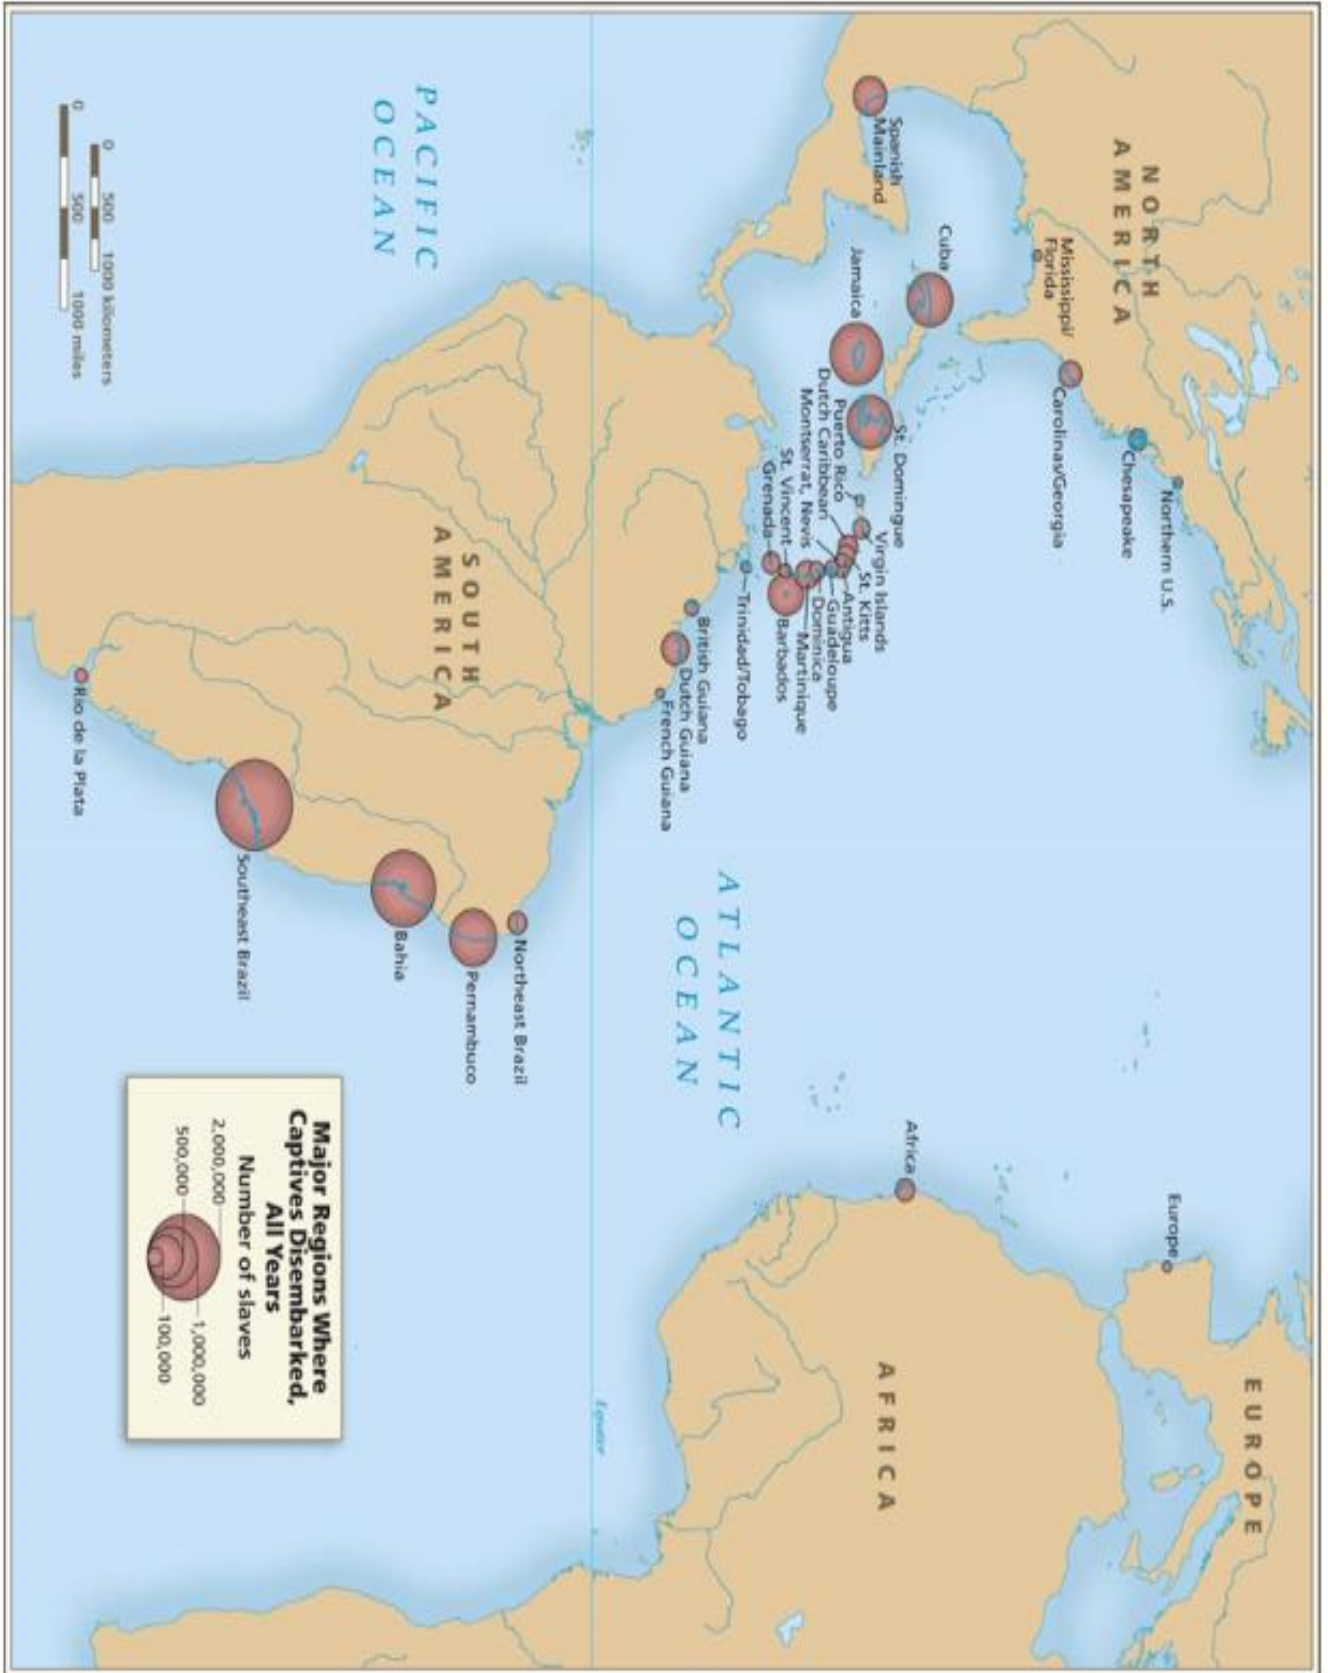 NORTH
AMERICA
EUROPE
Europe
Northern U.S.
Chesapeake
Carolinas/Georgia
Mississippi/
Florida
Cuba
Spanish
Mainland
Jamaica
St. Domingue
Puerto Rico
Dutch Caribbean
Montserrat, Nevis
St. Vincent
Grenada
Virgin Islands
St. Kitts
Antigua
Guadeloupe
Dominica
Martinique
Barbados
Trinidad/Tobago
British Guiana
Dutch Guiana
French Guiana
Africa
AFRICA
ATLANTIC
OCEAN
Equator
PACIFIC
OCEAN
SOUTH
AMERICA
Northeast Brazil
Pernambuco
Bahia
Southeast Brazil
Rio de la Plata
0 500 1000 kilometers
0 500 1000 miles
Major Regions Where
Captives Disembarked,
All Years
Number of slaves
2,000,000
1,000,000
500,000
100,000